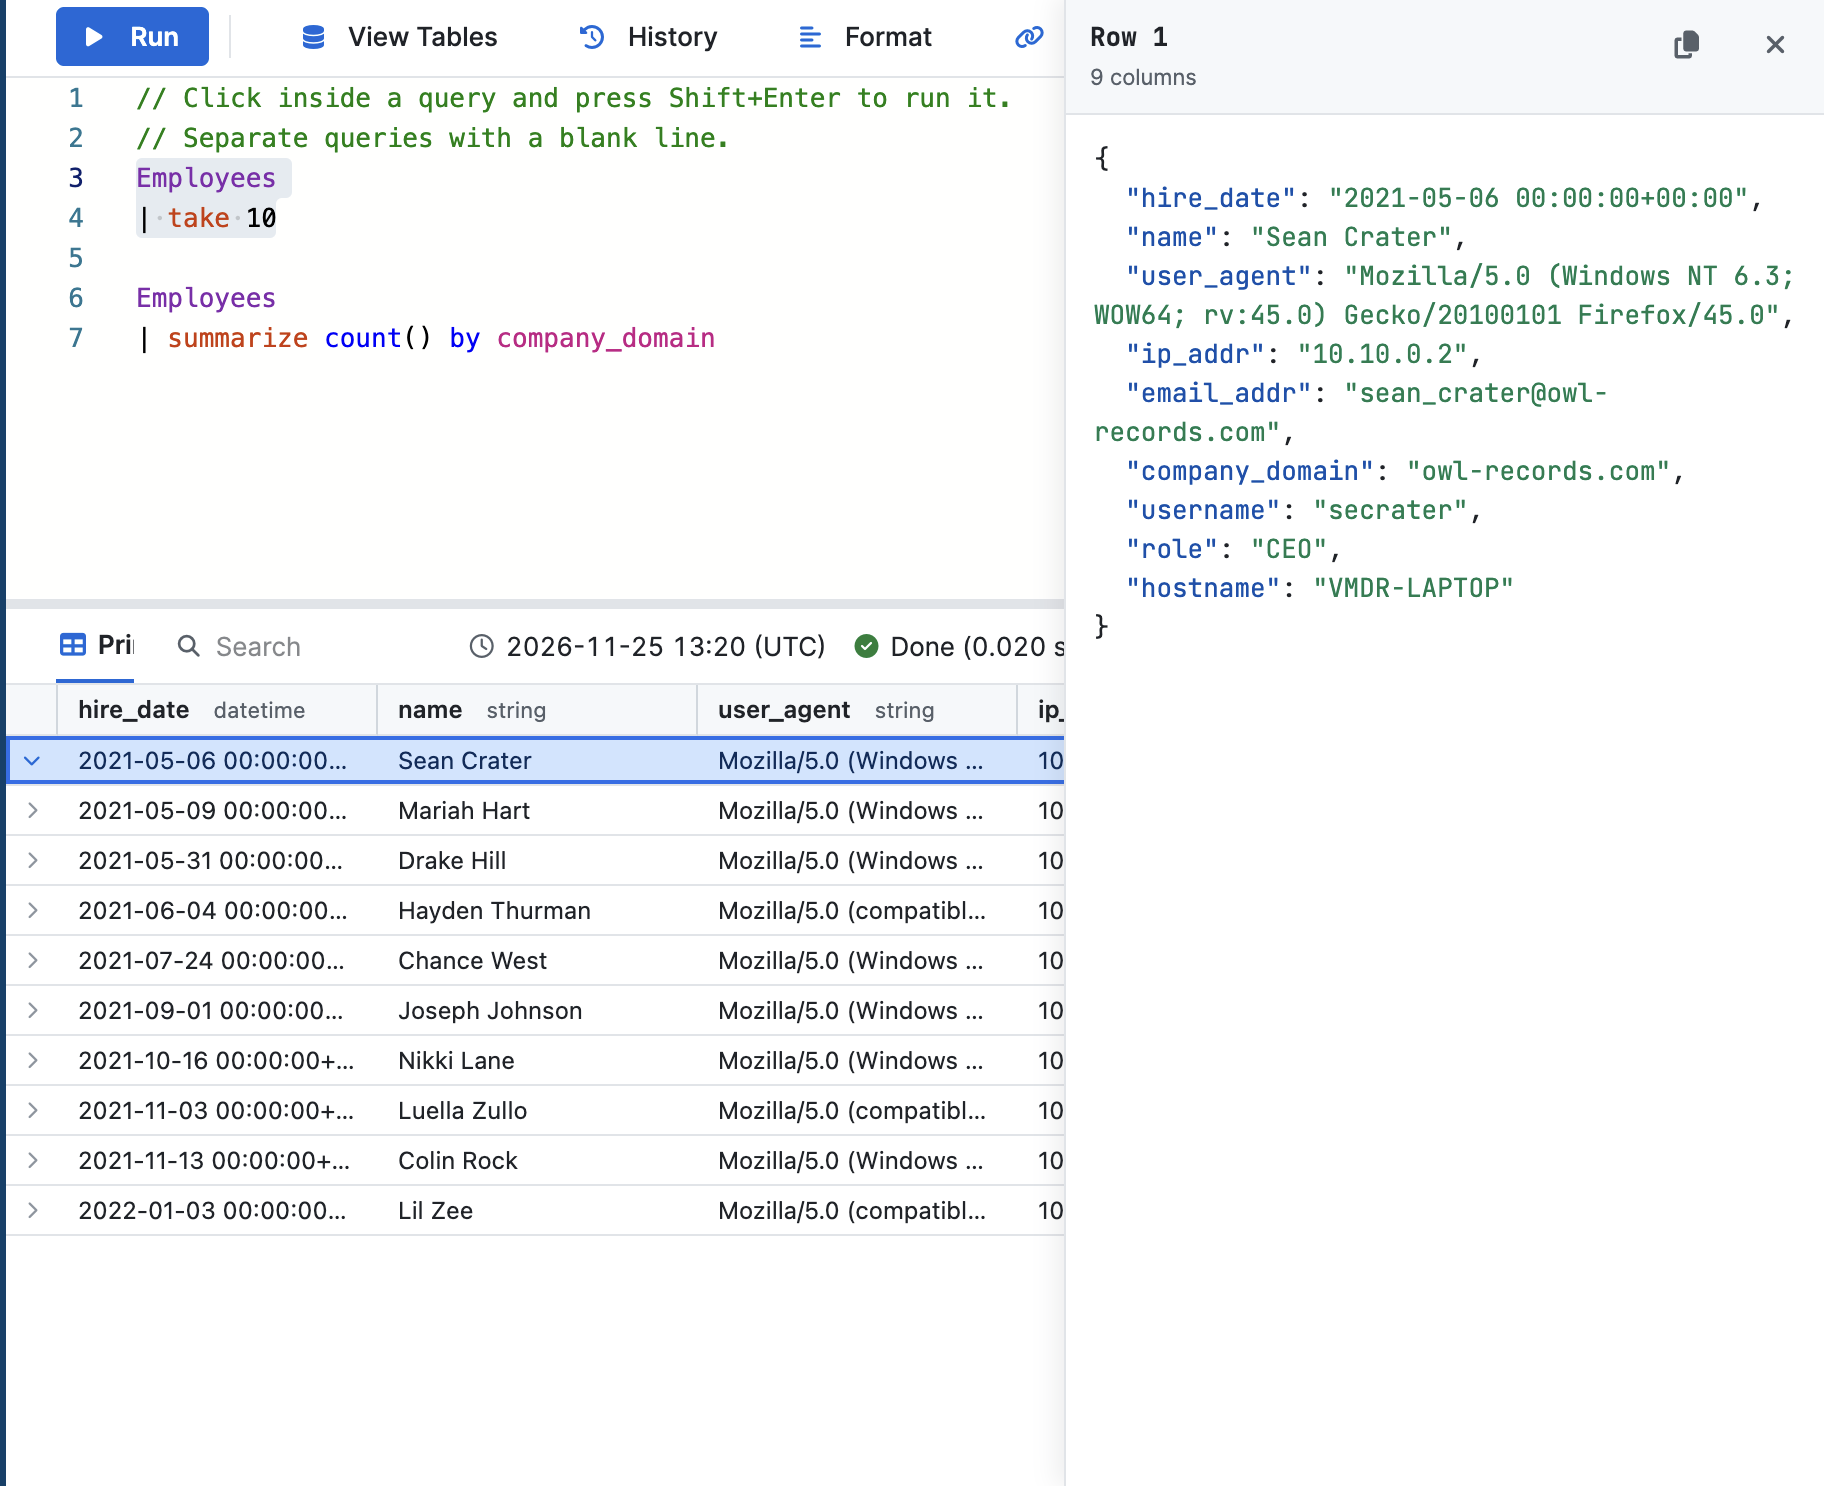 Run
View Tables
History
Format
1 // Click inside a query and press Shift+Enter to run it.
2 // Separate queries with a blank line.
3 Employees
4 | take 10
5
6 Employees
7 | summarize count() by company_domain
Row 1
9 columns
{
"hire_date": "2021-05-06 00:00:00+00:00",
"name": "Sean Crater",
"user_agent": "Mozilla/5.0 (Windows NT 6.3;
WOW64; rv:45.0) Gecko/20100101 Firefox/45.0",
"ip_addr": "10.10.0.2",
"email_addr": "sean_crater@owl-
records.com",
"company_domain": "owl-records.com",
"username": "secrater",
"role": "CEO",
"hostname": "VMDR-LAPTOP"
}
Pri Search 2026-11-25 13:20 (UTC) Done (0.020 s
hire_date datetime name string user_agent string ip_
2021-05-06 00:00:00... Sean Crater Mozilla/5.0 (Windows ... 10
2021-05-09 00:00:00... Mariah Hart Mozilla/5.0 (Windows ... 10
2021-05-31 00:00:00... Drake Hill Mozilla/5.0 (Windows ... 10
2021-06-04 00:00:00... Hayden Thurman Mozilla/5.0 (compatibl... 10
2021-07-24 00:00:00... Chance West Mozilla/5.0 (Windows ... 10
2021-09-01 00:00:00... Joseph Johnson Mozilla/5.0 (Windows ... 10
2021-10-16 00:00:00+... Nikki Lane Mozilla/5.0 (Windows ... 10
2021-11-03 00:00:00+... Luella Zullo Mozilla/5.0 (compatibl... 10
2021-11-13 00:00:00+... Colin Rock Mozilla/5.0 (Windows ... 10
2022-01-03 00:00:00... Lil Zee Mozilla/5.0 (compatibl... 10